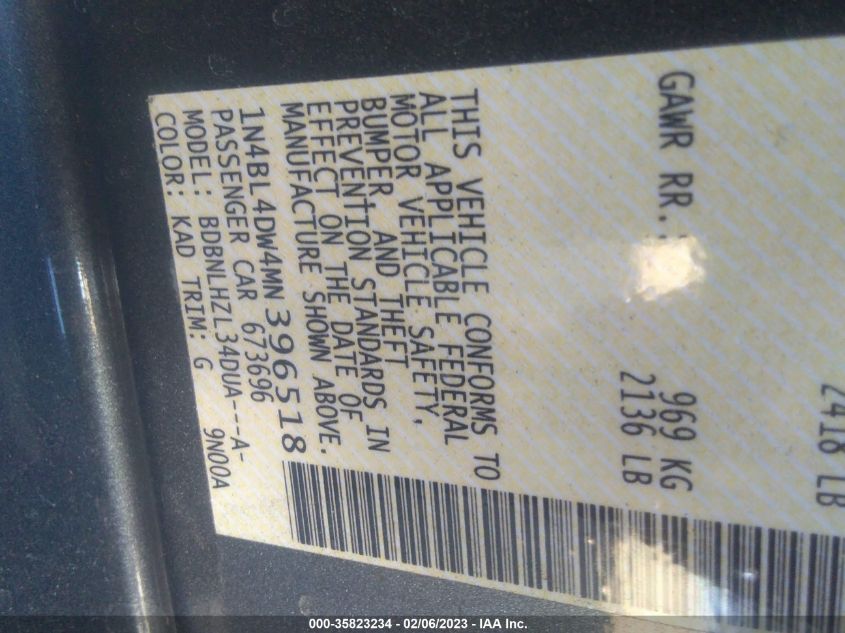 2418 LB
GAWR RR.: 969 KG
2136 LB
THIS VEHICLE CONFORMS TO
ALL APPLICABLE FEDERAL
MOTOR VEHICLE SAFETY,
BUMPER, AND THEFT
PREVENTION STANDARDS IN
EFFECT ON THE DATE OF
MANUFACTURE SHOWN ABOVE.
1N4BL4DW4MN396518
PASSENGER CAR 673696
MODEL: BDBNLHZL34DUA---A-
COLOR: KAD TRIM: G 9N00A
000-35823234 - 02/06/2023 - IAA Inc.